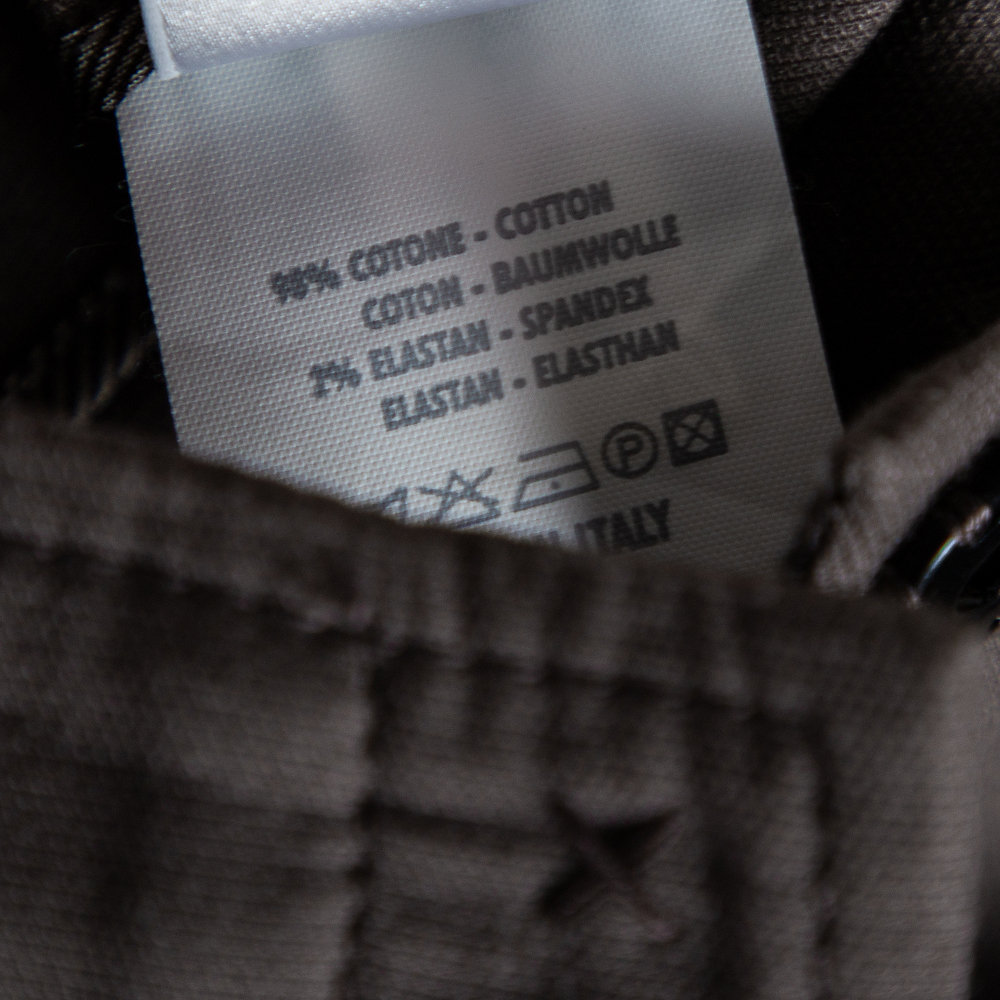 98% COTONE - COTTON
COTON - BAUMWOLLE
2% ELASTAN - SPANDEX
ELASTAN - ELASTHAN
P
ITALY